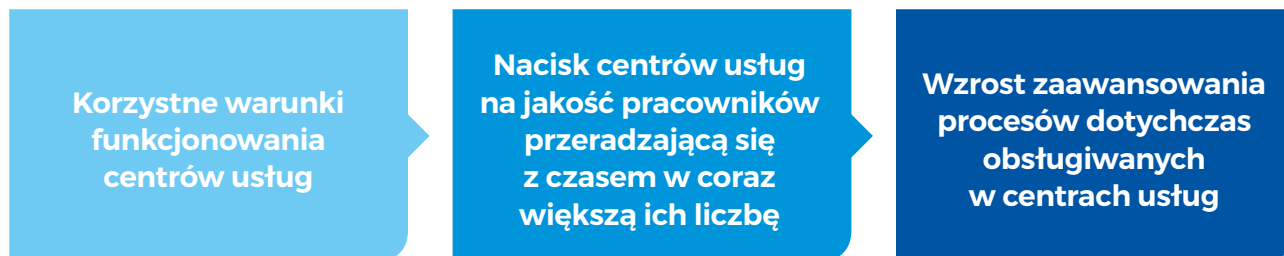 Korzystne warunki
funkcjonowania
centrów usług
Nacisk centrów usług
na jakość pracowników
przeradzającą się
z czasem w coraz
większą ich liczbę
Wzrost zaawansowania
procesów dotychczas
obsługiwanych
w centrach usług